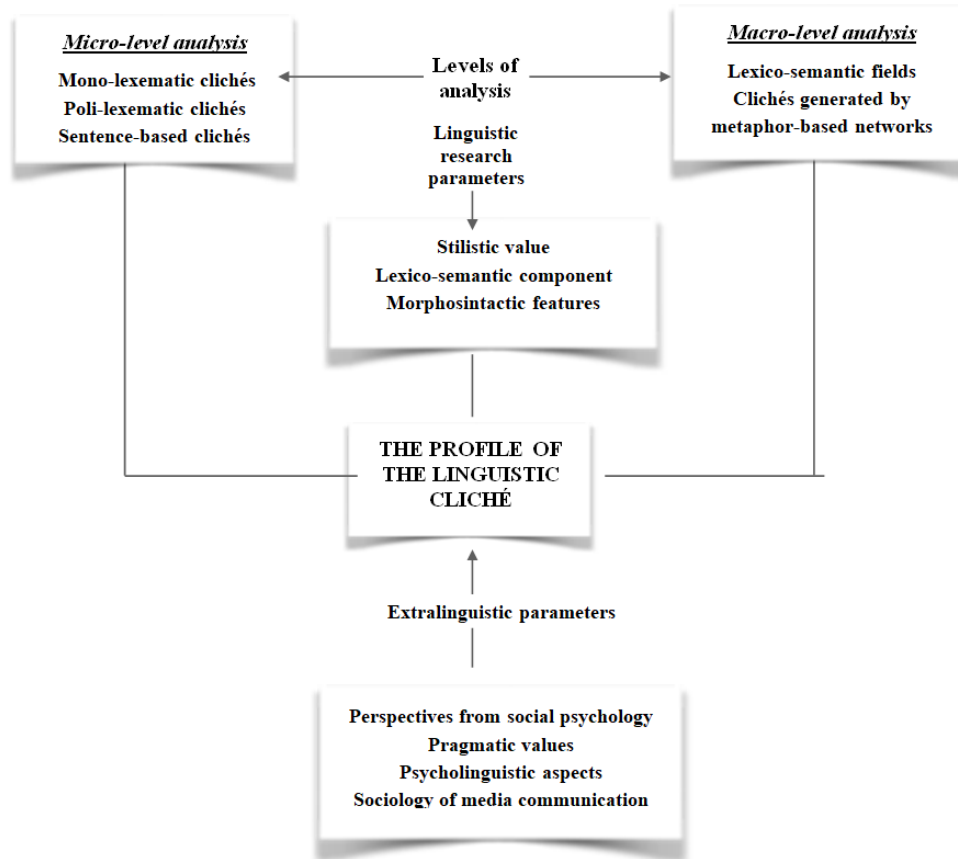 Micro-level analysis
Mono-lexematic clichés
Poli-lexematic clichés
Sentence-based clichés
Levels of
analysis
Macro-level analysis
Lexico-semantic fields
Clichés generated by
metaphor-based networks
Linguistic
research
parameters
Stilistic value
Lexico-semantic component
Morphosintactic features
THE PROFILE OF
THE LINGUISTIC
CLICHÉ
Extralinguistic parameters
Perspectives from social psychology
Pragmatic values
Psycholinguistic aspects
Sociology of media communication